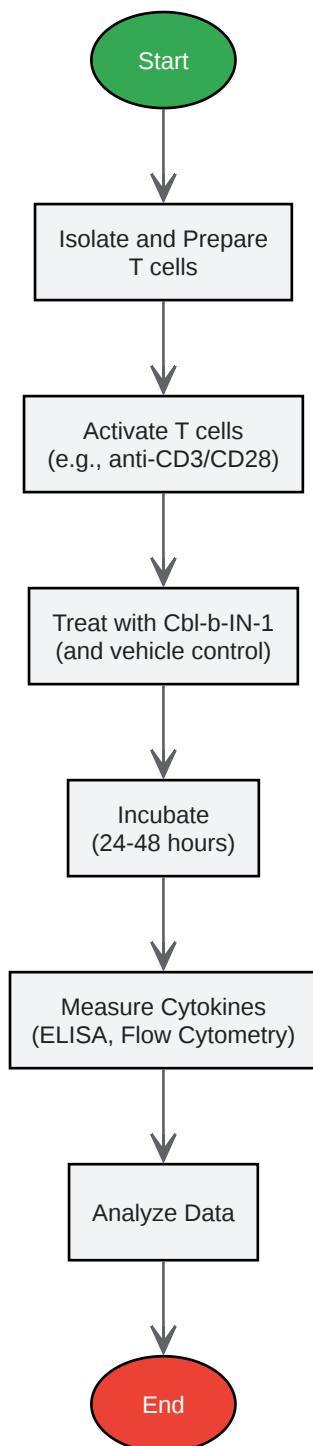 Start
Isolate and Prepare
T cells
Activate T cells
(e.g., anti-CD3/CD28)
Treat with Cbl-b-IN-1
(and vehicle control)
Incubate
(24-48 hours)
Measure Cytokines
(ELISA, Flow Cytometry)
Analyze Data
End